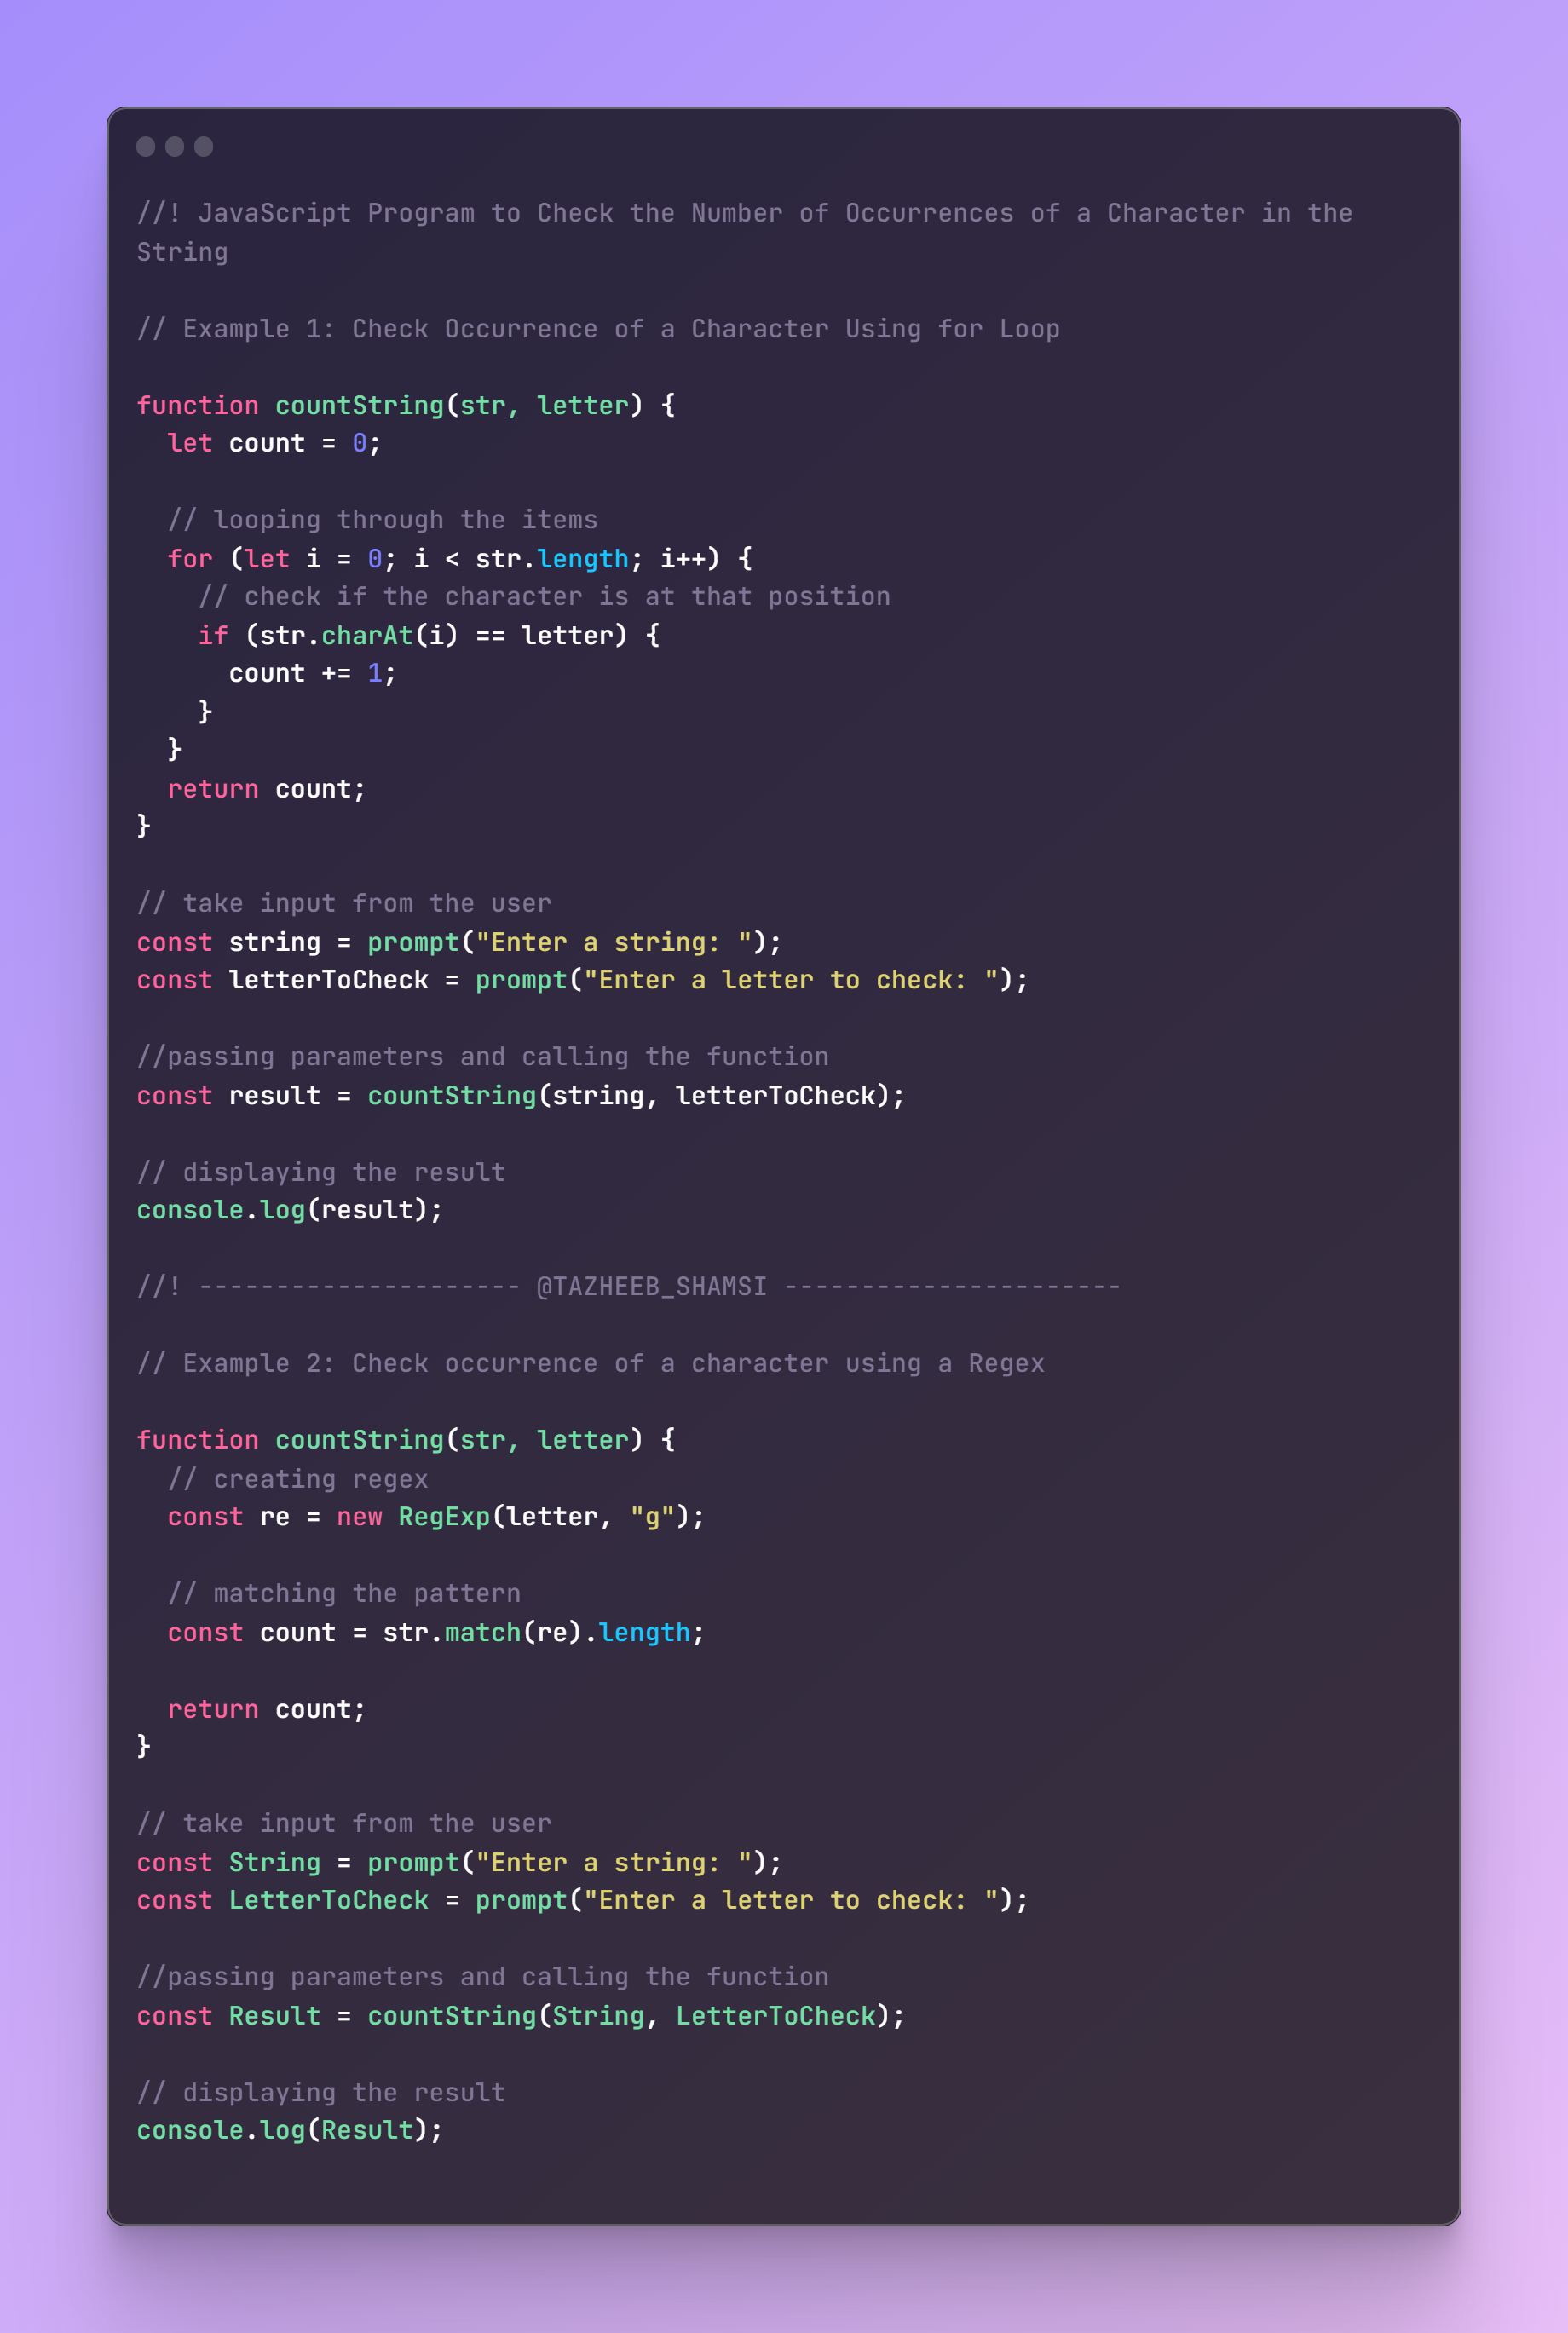 //! JavaScript Program to Check the Number of Occurrences of a Character in the
String

// Example 1: Check Occurrence of a Character Using for Loop

function countString(str, letter) {
  let count = 0;

  // looping through the items
  for (let i = 0; i < str.length; i++) {
    // check if the character is at that position
    if (str.charAt(i) == letter) {
      count += 1;
    }
  }
  return count;
}

// take input from the user
const string = prompt("Enter a string: ");
const letterToCheck = prompt("Enter a letter to check: ");

//passing parameters and calling the function
const result = countString(string, letterToCheck);

// displaying the result
console.log(result);

//! --------------------- @TAZHEEB_SHAMSI ----------------------

// Example 2: Check occurrence of a character using a Regex

function countString(str, letter) {
  // creating regex
  const re = new RegExp(letter, "g");

  // matching the pattern
  const count = str.match(re).length;

  return count;
}

// take input from the user
const String = prompt("Enter a string: ");
const LetterToCheck = prompt("Enter a letter to check: ");

//passing parameters and calling the function
const Result = countString(String, LetterToCheck);

// displaying the result
console.log(Result);